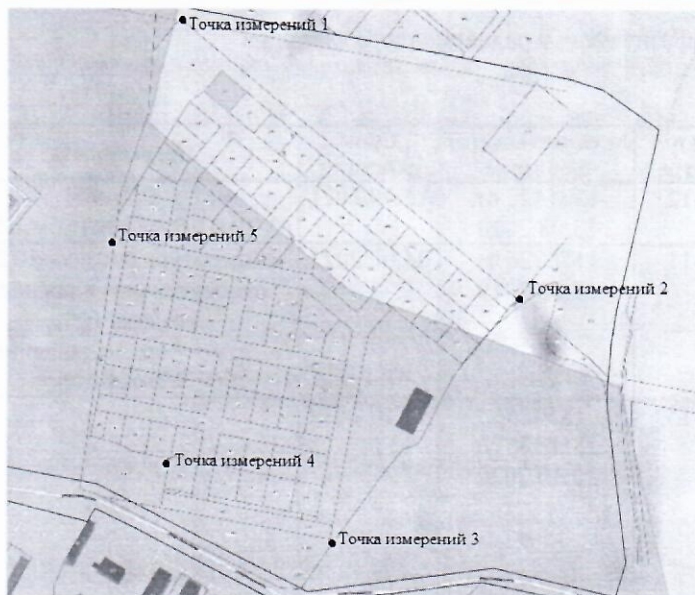 Точка измерений 1
Точка измерений 5
Точка измерений 2
Точка измерений 4
Точка измерений 3